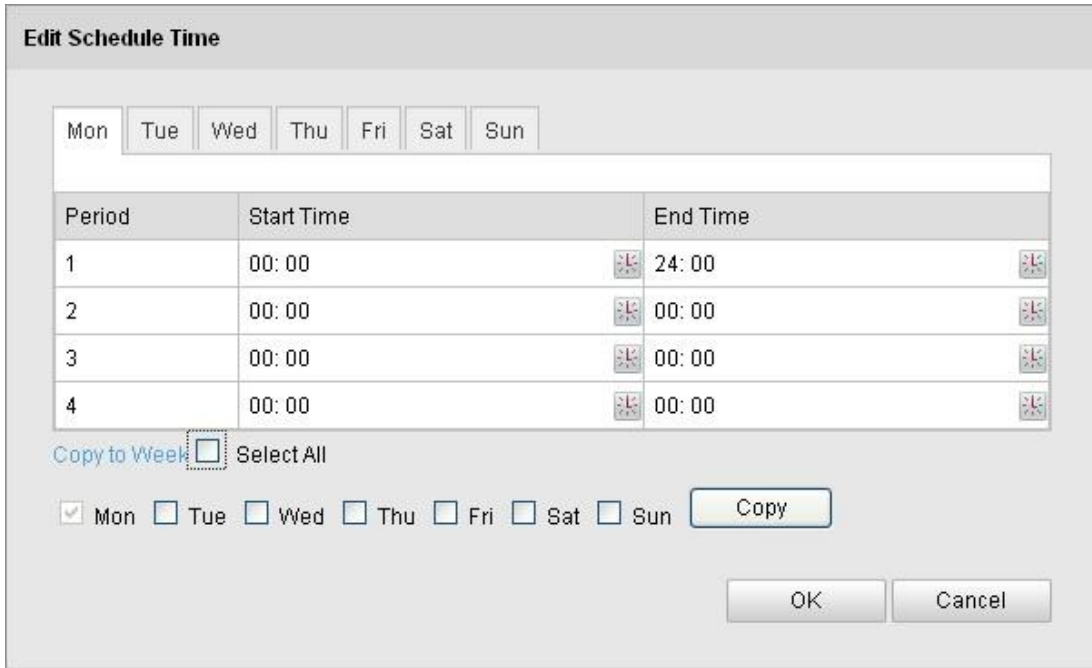 Edit Schedule Time
Mon Tue Wed Thu Fri Sat Sun
Period Start Time End Time
1 00: 00 24: 00
2 00: 00 00: 00
3 00: 00 00: 00
4 00: 00 00: 00
Copy to Week Select All
Mon Tue Wed Thu Fri Sat Sun Copy
OK Cancel